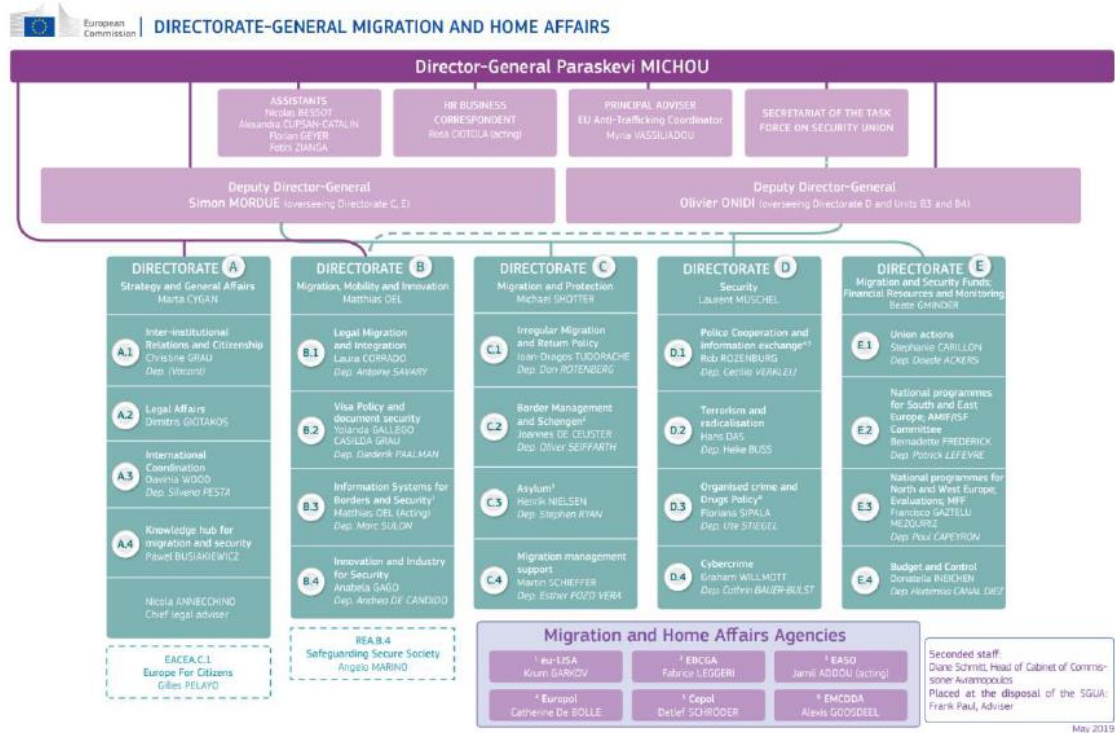 European
Commission
DIRECTORATE-GENERAL MIGRATION AND HOME AFFAIRS
Director-General Paraskevi MICHOU
ASSISTANTS
Nicolas BESSOT
Alexandra CUPSAN-CATALIN
Florian GEYER
Fotini ZIANGA
HR BUSINESS
CORRESPONDENT
Rosa CIOTOLA (acting)
PRINCIPAL ADVISER
EU Anti-Trafficking Coordinator
Myria VASSILIADOU
SECRETARIAT OF THE TASK
FORCE ON SECURITY UNION
Deputy Director-General
Simon MORDUE (overseeing Directorate C, E)
Deputy Director-General
Olivier ONIDI (overseeing Directorate D and Units B3 and B4)
DIRECTORATE A
Strategy and General Affairs
Marta CYGAN
A.1
Inter-institutional
Relations and Citizenship
Christine GRAU
Dep. (Vacant)
A.2
Legal Affairs
Dimitris GIOTAKOS
A.3
International
Coordination
Davinia WOOD
Dep. Silvena PESTA
A.4
Knowledge hub for
migration and security
Pawel BUSIAKIEWICZ
Nicola ANNECCHINO
Chief legal adviser
EACEA.C.1
Europe For Citizens
Gilles PELAYO
DIRECTORATE B
Migration, Mobility and Innovation
Matthias OEL
B.1
Legal Migration
and Integration
Laura CORRADO
Dep. Antoine SAVARY
B.2
Visa Policy and
document security
Yolanda GALLEGO
CASILDA GRAU
Dep. Diederik PAALMAN
B.3
Information Systems for
Borders and Security¹
Matthias OEL (Acting)
Dep. Marc SULON
B.4
Innovation and Industry
for Security
Anabela GAGO
Dep. Andrea DE CANDIDO
REA.B.4
Safeguarding Secure Society
Angelo MARINO
DIRECTORATE C
Migration and Protection
Michael SHOTTER
C.1
Irregular Migration
and Return Policy
Ioan-Dragos TUDORACHE
Dep. Dan ROTENBERG
C.2
Border Management
and Schengen²
Joannes DE CEUSTER
Dep. Oliver SEIFFARTH
C.3
Asylum³
Henrik NIELSEN
Dep. Stephen RYAN
C.4
Migration management
support
Martin SCHIEFFER
Dep. Esther POZO VERA
DIRECTORATE D
Security
Laurent MUSCHEL
D.1
Police Cooperation and
information exchange⁴⁵
Rob ROZENBURG
Dep. Cecilia VERKLEIJ
D.2
Terrorism and
radicalisation
Hans DAS
Dep. Heike BUSS
D.3
Organised crime and
Drugs Policy⁶
Floriana SIPALA
Dep. Ute STIEGEL
D.4
Cybercrime
Graham WILLMOTT
Dep. Cathrin BAUER-BULST
DIRECTORATE E
Migration and Security Funds;
Financial Resources and Monitoring
Beate GMINDER
E.1
Union actions
Stephanie CARILLON
Dep. Doede ACKERS
E.2
National programmes
for South and East
Europe; AMIF/ISF
Committee
Bernadette FREDERICK
Dep. Patrick LEFEVRE
E.3
National programmes for
North and West Europe;
Evaluations; MFF
Francisco GAZTELU
MEZQUIRIZ
Dep. Paul CAPEYRON
E.4
Budget and Control
Donatella INEICHEN
Dep. Hortensia CANAL DIEZ
Migration and Home Affairs Agencies
¹ eu-LISA
Krum GARKOV
² EBCGA
Fabrice LEGGERI
³ EASO
Jamil ADDOU (acting)
⁴ Europol
Catherine De BOLLE
⁵ Cepol
Detlef SCHRODER
⁶ EMCDDA
Alexis GOOSDEEL
Seconded staff:
Diane Schmitt, Head of Cabinet of Commis-
sioner Avramopoulos
Placed at the disposal of the SGUA:
Frank Paul, Adviser
May 2019